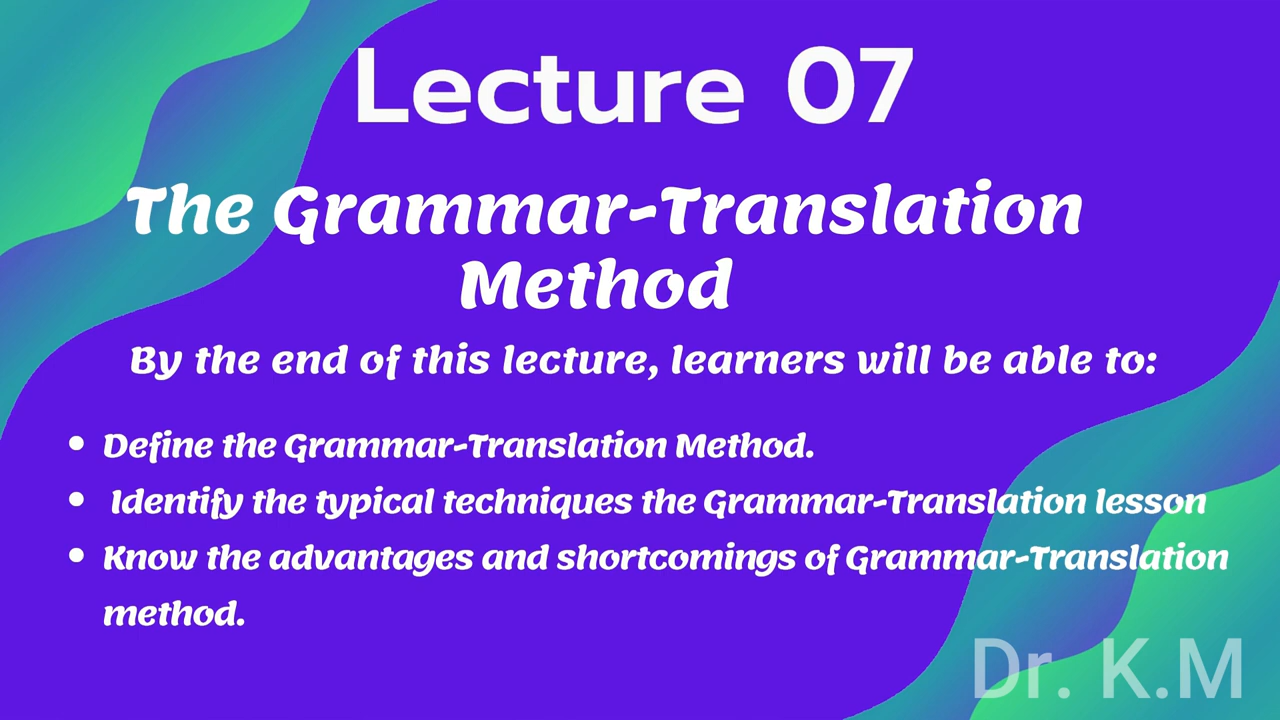 Lecture 07
The Grammar-Translation
Method
By the end of this lecture, learners will be able to:
• Define the Grammar-Translation Method.
• Identify the typical techniques the Grammar-Translation lesson
• Know the advantages and shortcomings of Grammar-Translation
method.
Dr. K.M